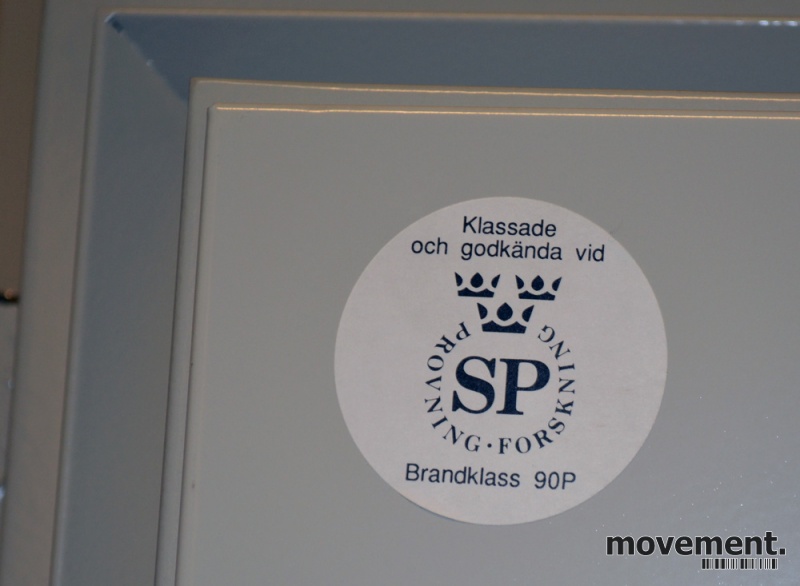 Klassade
och godkända vid
PROVNING · FORSKNING
SP
Brandklass 90P
movement.